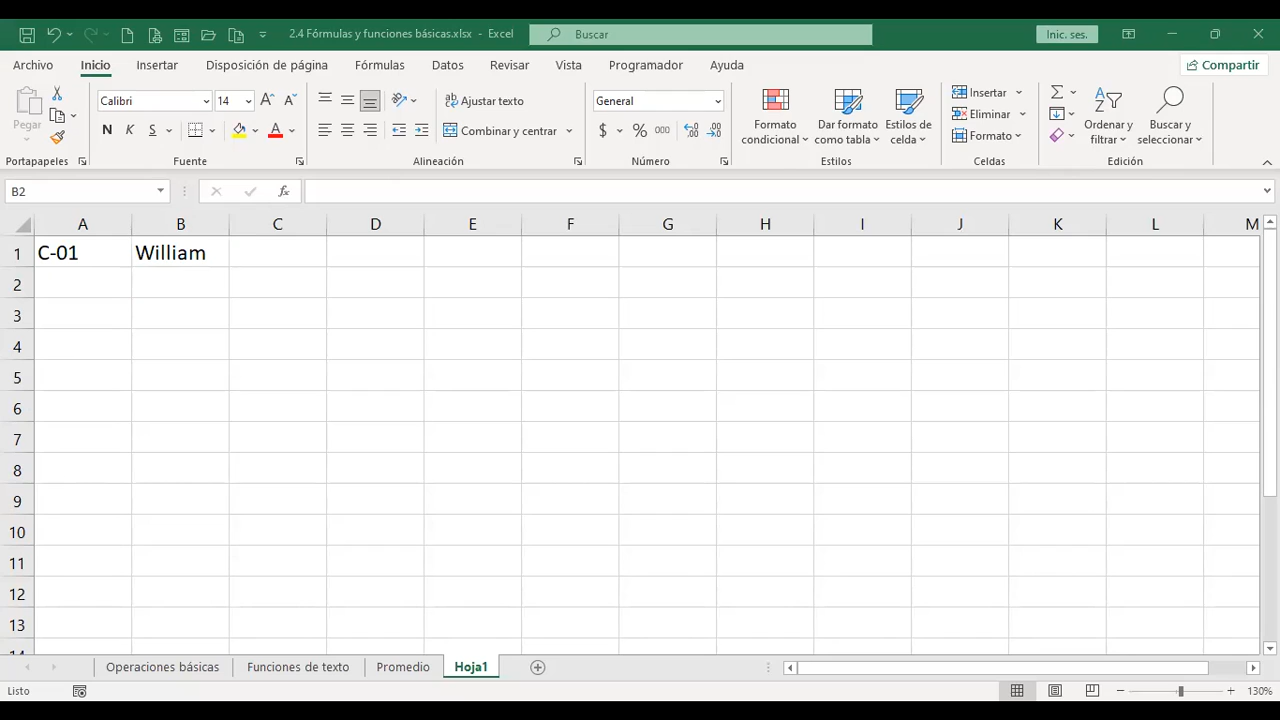 2.4 Fórmulas y funciones básicas.xlsx - Excel
Buscar
Inic. ses.
Archivo Inicio Insertar Disposición de página Fórmulas Datos Revisar Vista Programador Ayuda
Compartir
Pegar
Calibri 14
N K S
Ajustar texto
Combinar y centrar
General
$ % 000
Formato condicional
Dar formato como tabla
Estilos de celda
Insertar
Eliminar
Formato
Ordenar y filtrar
Buscar y seleccionar
Portapapeles Fuente Alineación Número Estilos Celdas Edición
B2 fx
A B C D E F G H I J K L M
1 C-01 William
2
3
4
5
6
7
8
9
10
11
12
13
14
Operaciones básicas Funciones de texto Promedio Hoja1
Listo 130%